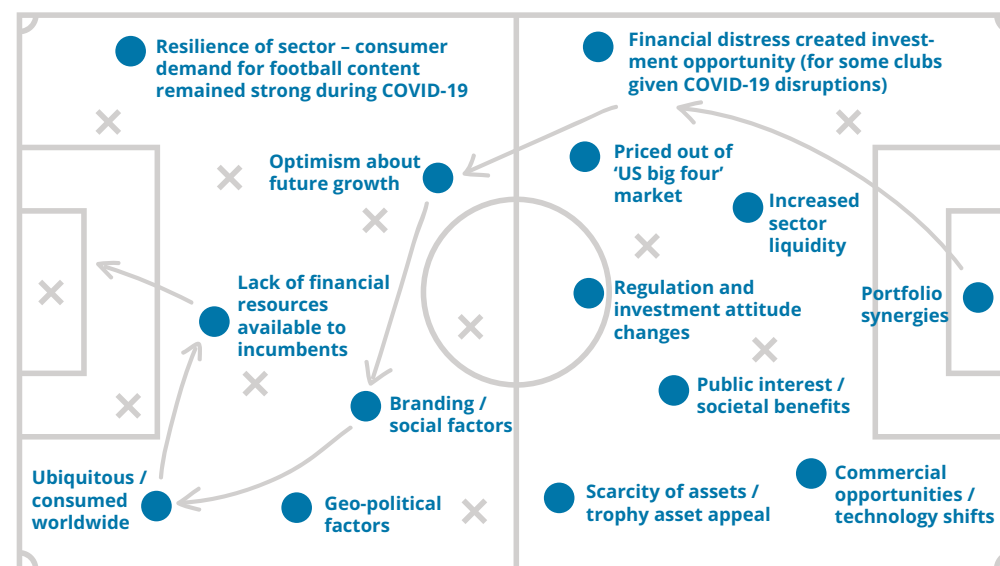 Resilience of sector – consumer
demand for football content
remained strong during COVID-19
Financial distress created invest-
ment opportunity (for some clubs
given COVID-19 disruptions)
Optimism about
future growth
Priced out of
‘US big four’
market
Increased
sector
liquidity
Lack of financial
resources
available to
incumbents
Regulation and
investment attitude
changes
Portfolio
synergies
Branding /
social factors
Public interest /
societal benefits
Ubiquitous /
consumed
worldwide
Geo-political
factors
Scarcity of assets /
trophy asset appeal
Commercial
opportunities /
technology shifts